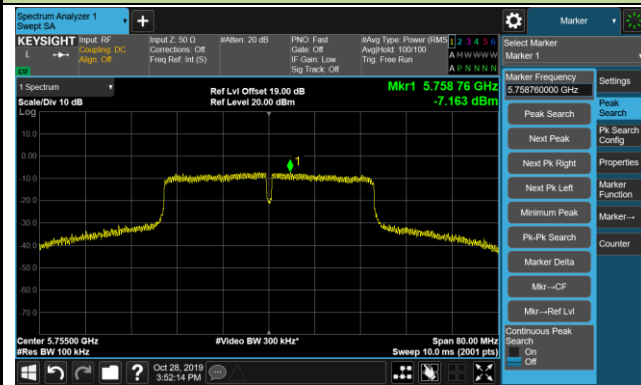 Spectrum Analyzer 1
Swept SA
Marker
KEYSIGHT
L
LW
Input: RF
Coupling: DC
Align: Off
Input Z: 50 Ω
Corrections: Off
Freq Ref: Int (S)
#Atten: 20 dB
PNO: Fast
Gate: Off
IF Gain: Low
Sig Track: Off
#Avg Type: Power (RMS
Avg|Hold: 100/100
Trig: Free Run
1 2 3 4 5 6
A W W W W W
A P N N N N
Select Marker
Marker 1
1 Spectrum
Scale/Div 10 dB
Ref Lvl Offset 19.00 dB
Ref Level 20.00 dBm
Mkr1 5.758 76 GHz
-7.163 dBm
Log
10.0
0.00
-10.0
-20.0
-30.0
-40.0
-50.0
-60.0
-70.0
1
Center 5.75500 GHz
#Res BW 100 kHz
#Video BW 300 kHz*
Span 80.00 MHz
Sweep 10.0 ms (2001 pts)
Marker Frequency
5.758760000 GHz
Peak Search
Next Peak
Next Pk Right
Next Pk Left
Minimum Peak
Pk-Pk Search
Marker Delta
Mkr→CF
Mkr→Ref Lvl
Continuous Peak
Search
On
Off
Settings
Peak
Search
Pk Search
Config
Properties
Marker
Function
Marker→
Counter
Oct 28, 2019
3:52:14 PM